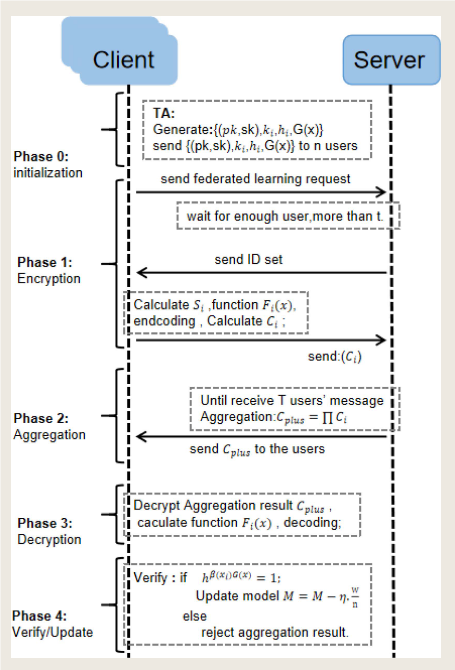 Client
Server
TA:
Generate:{(pk,sk),kᵢ,hᵢ,G(x)}
send {(pk,sk),kᵢ,hᵢ,G(x)} to n users
Phase 0:
initialization
send federated learning request
wait for enough user,more than t.
Phase 1:
Encryption
send ID set
Calculate Sᵢ ,function Fᵢ(x),
endcoding , Calculate Cᵢ ;
send:(Cᵢ)
Until receive T users' message
Aggregation:C_plus = ∏ Cᵢ
Phase 2:
Aggregation
send C_plus to the users
Decrypt Aggregation result C_plus ,
caculate function Fᵢ(x) , decoding;
Phase 3:
Decryption
Verify : if h^β(xᵢ)G(x) = 1:
Update model M = M − η.w/n
else
reject aggregation result.
Phase 4:
Verify/Update